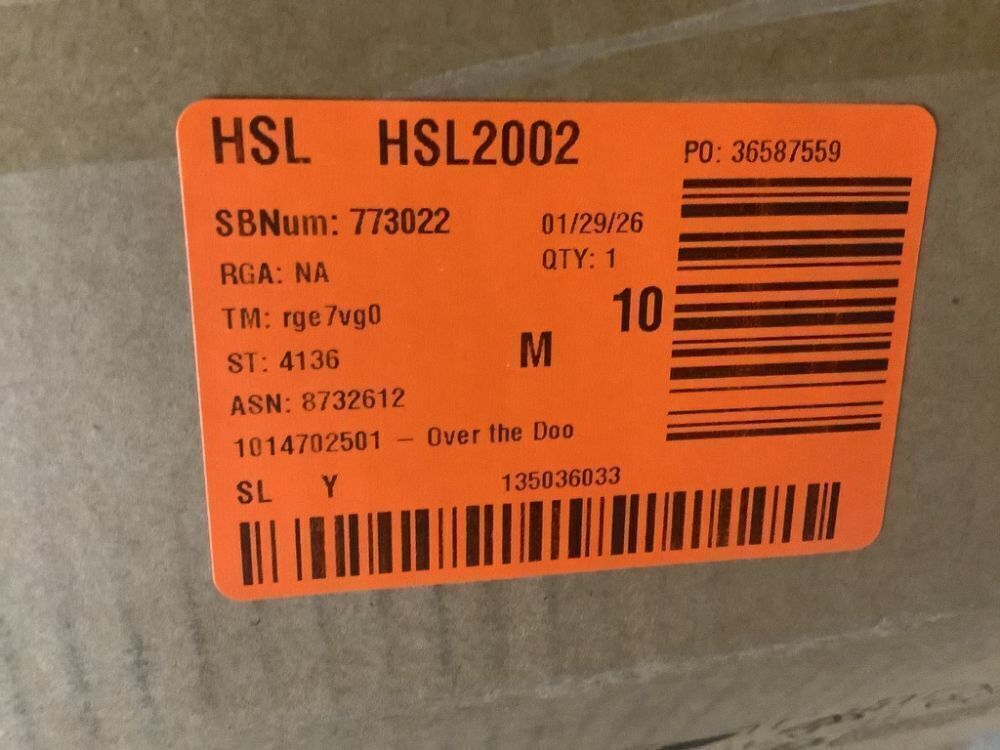 HSL HSL2002
PO: 36587559
SBNum: 773022 01/29/26
RGA: NA QTY: 1
TM: rge7vg0 10
ST: 4136 M
ASN: 8732612
1014702501 – Over the Doo
SL Y 135036033